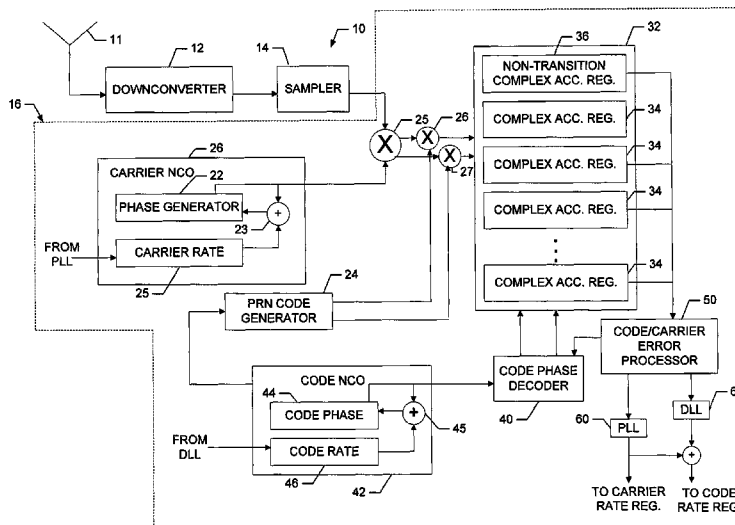 11
12
DOWNCONVERTER
14
SAMPLER
10
36
32
NON-TRANSITION
COMPLEX ACC. REG.
34
COMPLEX ACC. REG.
34
COMPLEX ACC. REG.
34
COMPLEX ACC. REG.
34
COMPLEX ACC. REG.
16
X
25
X
26
X
27
26
CARRIER NCO
22
PHASE GENERATOR
+
23
FROM
PLL
CARRIER RATE
25
24
PRN CODE
GENERATOR
50
CODE/CARRIER
ERROR
PROCESSOR
CODE NCO
44
CODE PHASE
+
45
FROM
DLL
CODE RATE
46
42
CODE PHASE
DECODER
40
60
PLL
DLL
6
+
TO CARRIER
RATE REG.
TO CODE
RATE REG